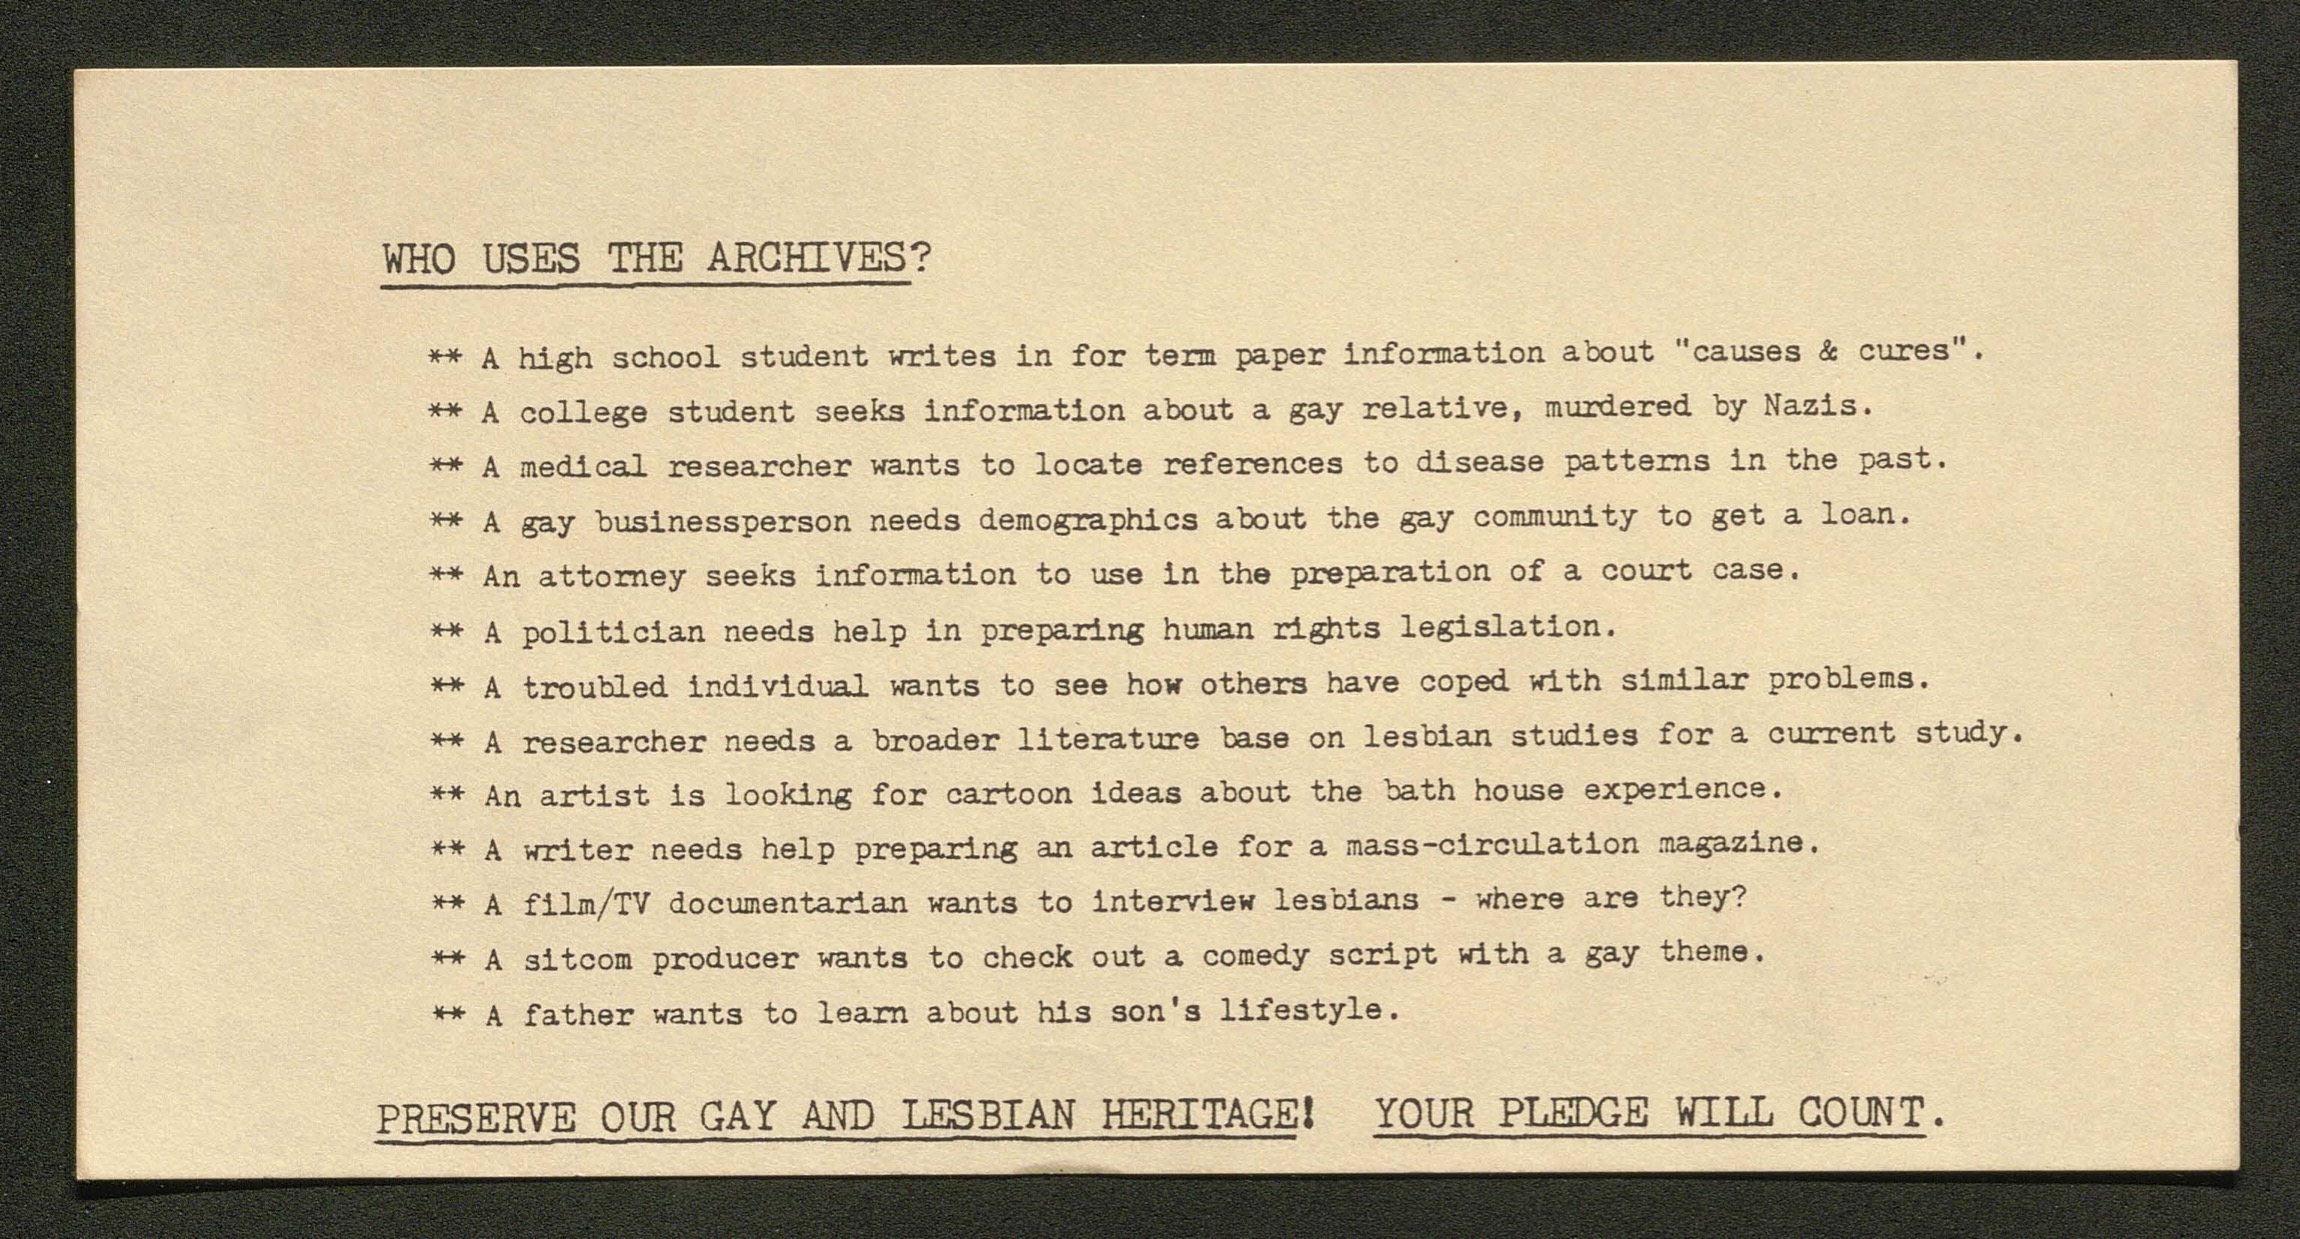 WHO USES THE ARCHIVES?
** A high school student writes in for term paper information about "causes & cures".
** A college student seeks information about a gay relative, murdered by Nazis.
** A medical researcher wants to locate references to disease patterns in the past.
** A gay businessperson needs demographics about the gay community to get a loan.
** An attorney seeks information to use in the preparation of a court case.
** A politician needs help in preparing human rights legislation.
** A troubled individual wants to see how others have coped with similar problems.
** A researcher needs a broader literature base on lesbian studies for a current study.
** An artist is looking for cartoon ideas about the bath house experience.
** A writer needs help preparing an article for a mass-circulation magazine.
** A film/TV documentarian wants to interview lesbians - where are they?
** A sitcom producer wants to check out a comedy script with a gay theme.
** A father wants to learn about his son's lifestyle.
PRESERVE OUR GAY AND LESBIAN HERITAGE! YOUR PLEDGE WILL COUNT.